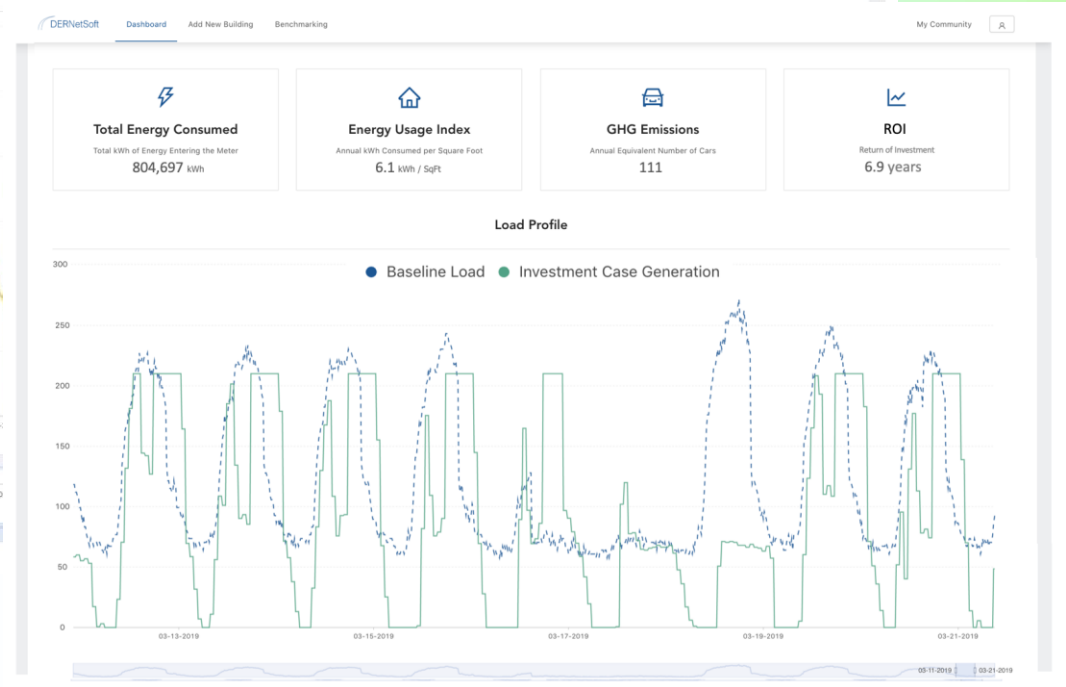 DERNetSoft Dashboard Add New Building Benchmarking My Community
Total Energy Consumed
Total kWh of Energy Entering the Meter
804,697 kWh
Energy Usage Index
Annual kWh Consumed per Square Foot
6.1 kWh / SqFt
GHG Emissions
Annual Equivalent Number of Cars
111
ROI
Return of Investment
6.9 years
Load Profile
Baseline Load Investment Case Generation
300
250
200
150
100
50
0
03-13-2019 03-15-2019 03-17-2019 03-19-2019 03-21-2019
03-11-2019 03-21-2019